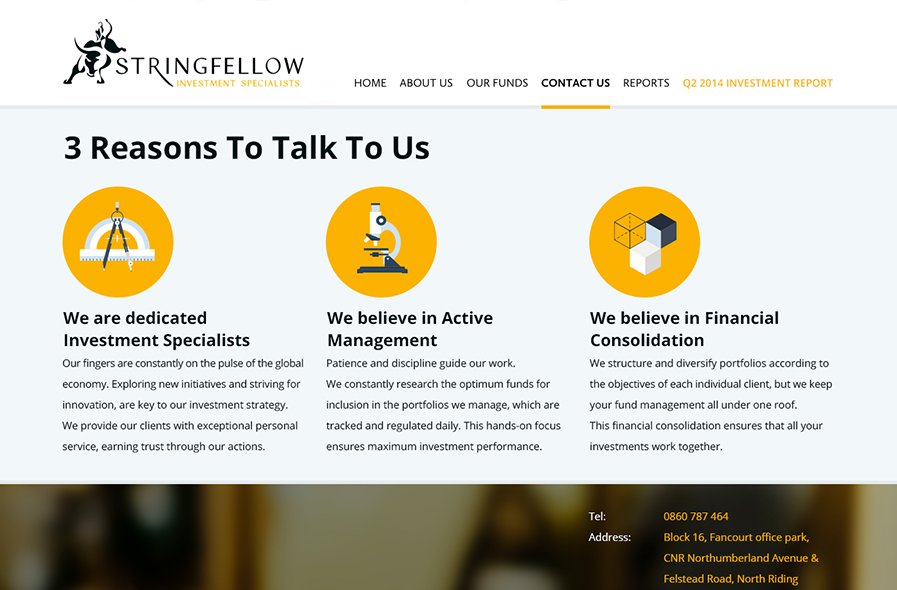 STRINGFELLOW
INVESTMENT SPECIALISTS
HOME ABOUT US OUR FUNDS CONTACT US REPORTS Q2 2014 INVESTMENT REPORT
3 Reasons To Talk To Us
We are dedicated
Investment Specialists
Our fingers are constantly on the pulse of the global
economy. Exploring new initiatives and striving for
innovation, are key to our investment strategy.
We provide our clients with exceptional personal
service, earning trust through our actions.
We believe in Active
Management
Patience and discipline guide our work.
We constantly research the optimum funds for
inclusion in the portfolios we manage, which are
tracked and regulated daily. This hands-on focus
ensures maximum investment performance.
We believe in Financial
Consolidation
We structure and diversify portfolios according to
the objectives of each individual client, but we keep
your fund management all under one roof.
This financial consolidation ensures that all your
investments work together.
Tel: 0860 787 464
Address: Block 16, Fancourt office park,
CNR Northumberland Avenue &
Felstead Road, North Riding